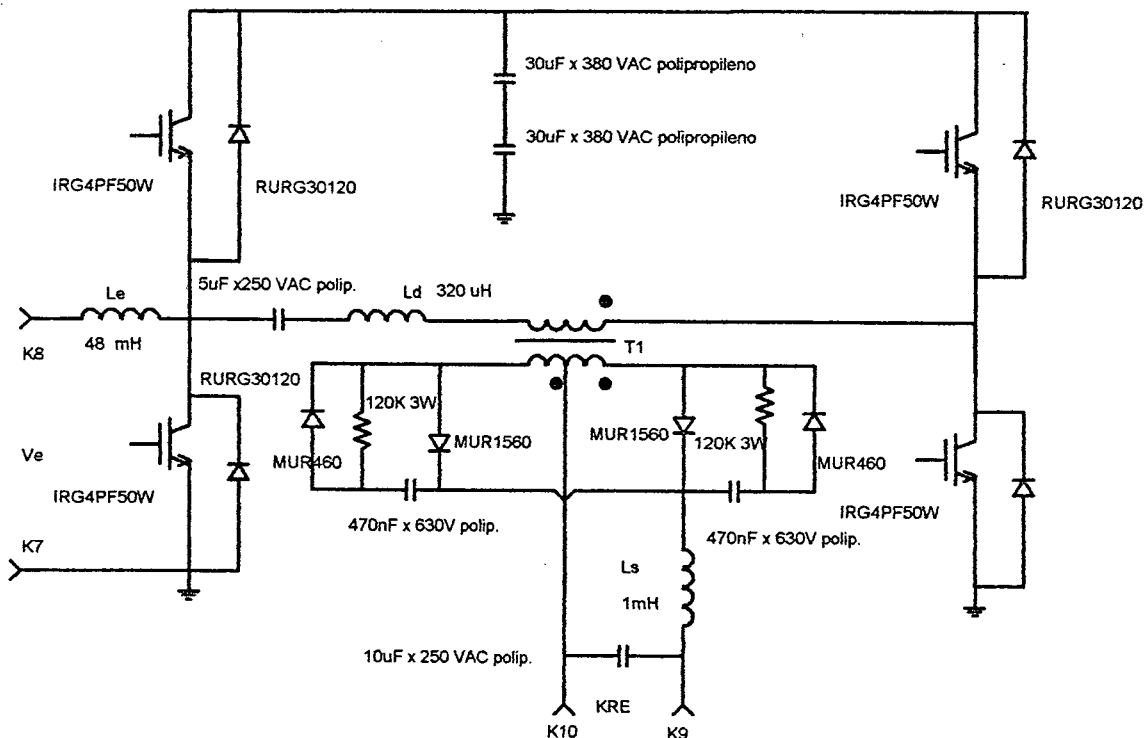 30uF x 380 VAC polipropileno
30uF x 380 VAC polipropileno
IRG4PF50W
RURG30120
IRG4PF50W
RURG30120
5uF x250 VAC polip.
Le
Ld
320 uH
K8
48 mH
T1
RURG30120
120K 3W
MUR1560
MUR1560
120K 3W
Ve
MUR460
MUR460
IRG4PF50W
IRG4PF50W
470nF x 630V polip.
470nF x 630V polip.
K7
Ls
1mH
10uF x 250 VAC polip.
KRE
K10
K9